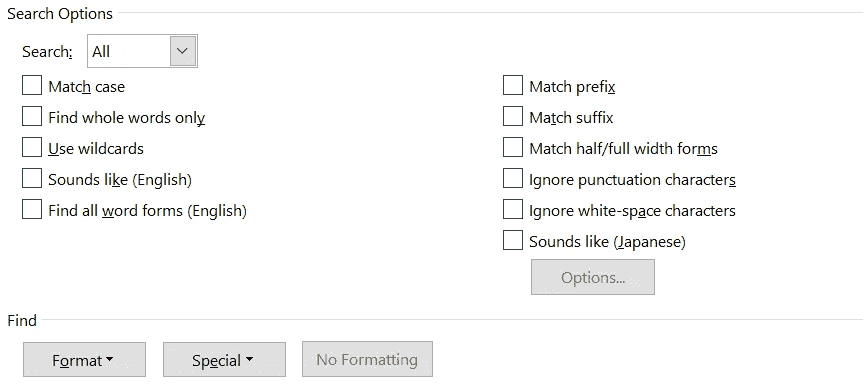 Search Options
Search: All
Match case
Find whole words only
Use wildcards
Sounds like (English)
Find all word forms (English)
Match prefix
Match suffix
Match half/full width forms
Ignore punctuation characters
Ignore white-space characters
Sounds like (Japanese)
Options...
Find
Format
Special
No Formatting